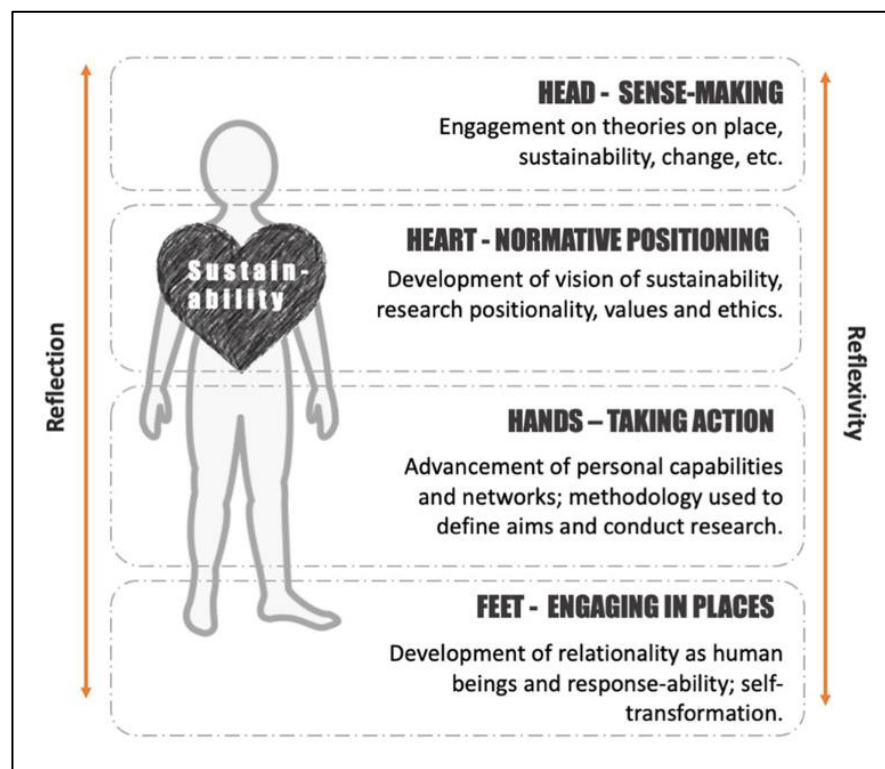 HEAD - SENSE-MAKING
Engagement on theories on place,
sustainability, change, etc.
HEART - NORMATIVE POSITIONING
Development of vision of sustainability,
research positionality, values and ethics.
Sustain-
ability
HANDS – TAKING ACTION
Advancement of personal capabilities
and networks; methodology used to
define aims and conduct research.
FEET - ENGAGING IN PLACES
Development of relationality as human
beings and response-ability; self-
transformation.
Reflection
Reflexivity